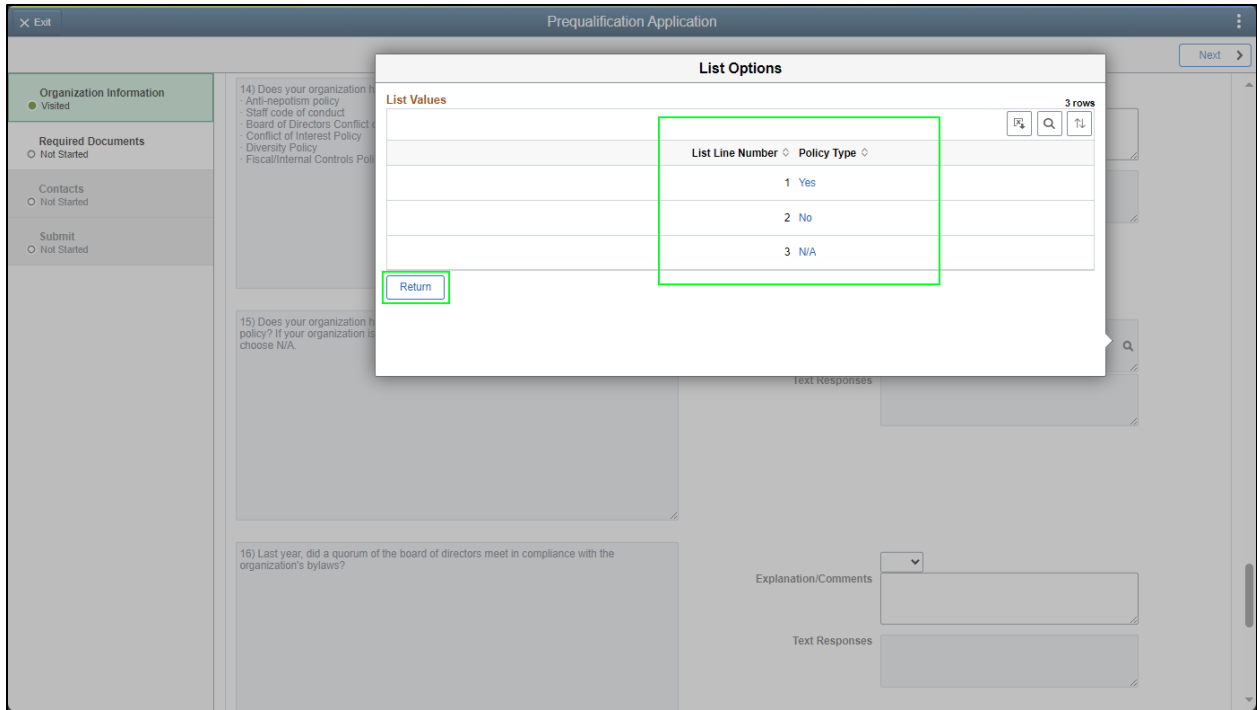 Exit
Prequalification Application
Next
Organization Information
Visited
Required Documents
Not Started
Contacts
Not Started
Submit
Not Started
14) Does your organization h
· Anti-nepotism policy
· Staff code of conduct
· Board of Directors Conflict
· Conflict of Interest Policy
· Diversity Policy
· Fiscal/Internal Controls Poli
List Options
List Values
3 rows
List Line Number Policy Type
1 Yes
2 No
3 N/A
Return
15) Does your organization h
policy? If your organization is
choose N/A.
Text Responses
16) Last year, did a quorum of the board of directors meet in compliance with the
organization's bylaws?
Explanation/Comments
Text Responses